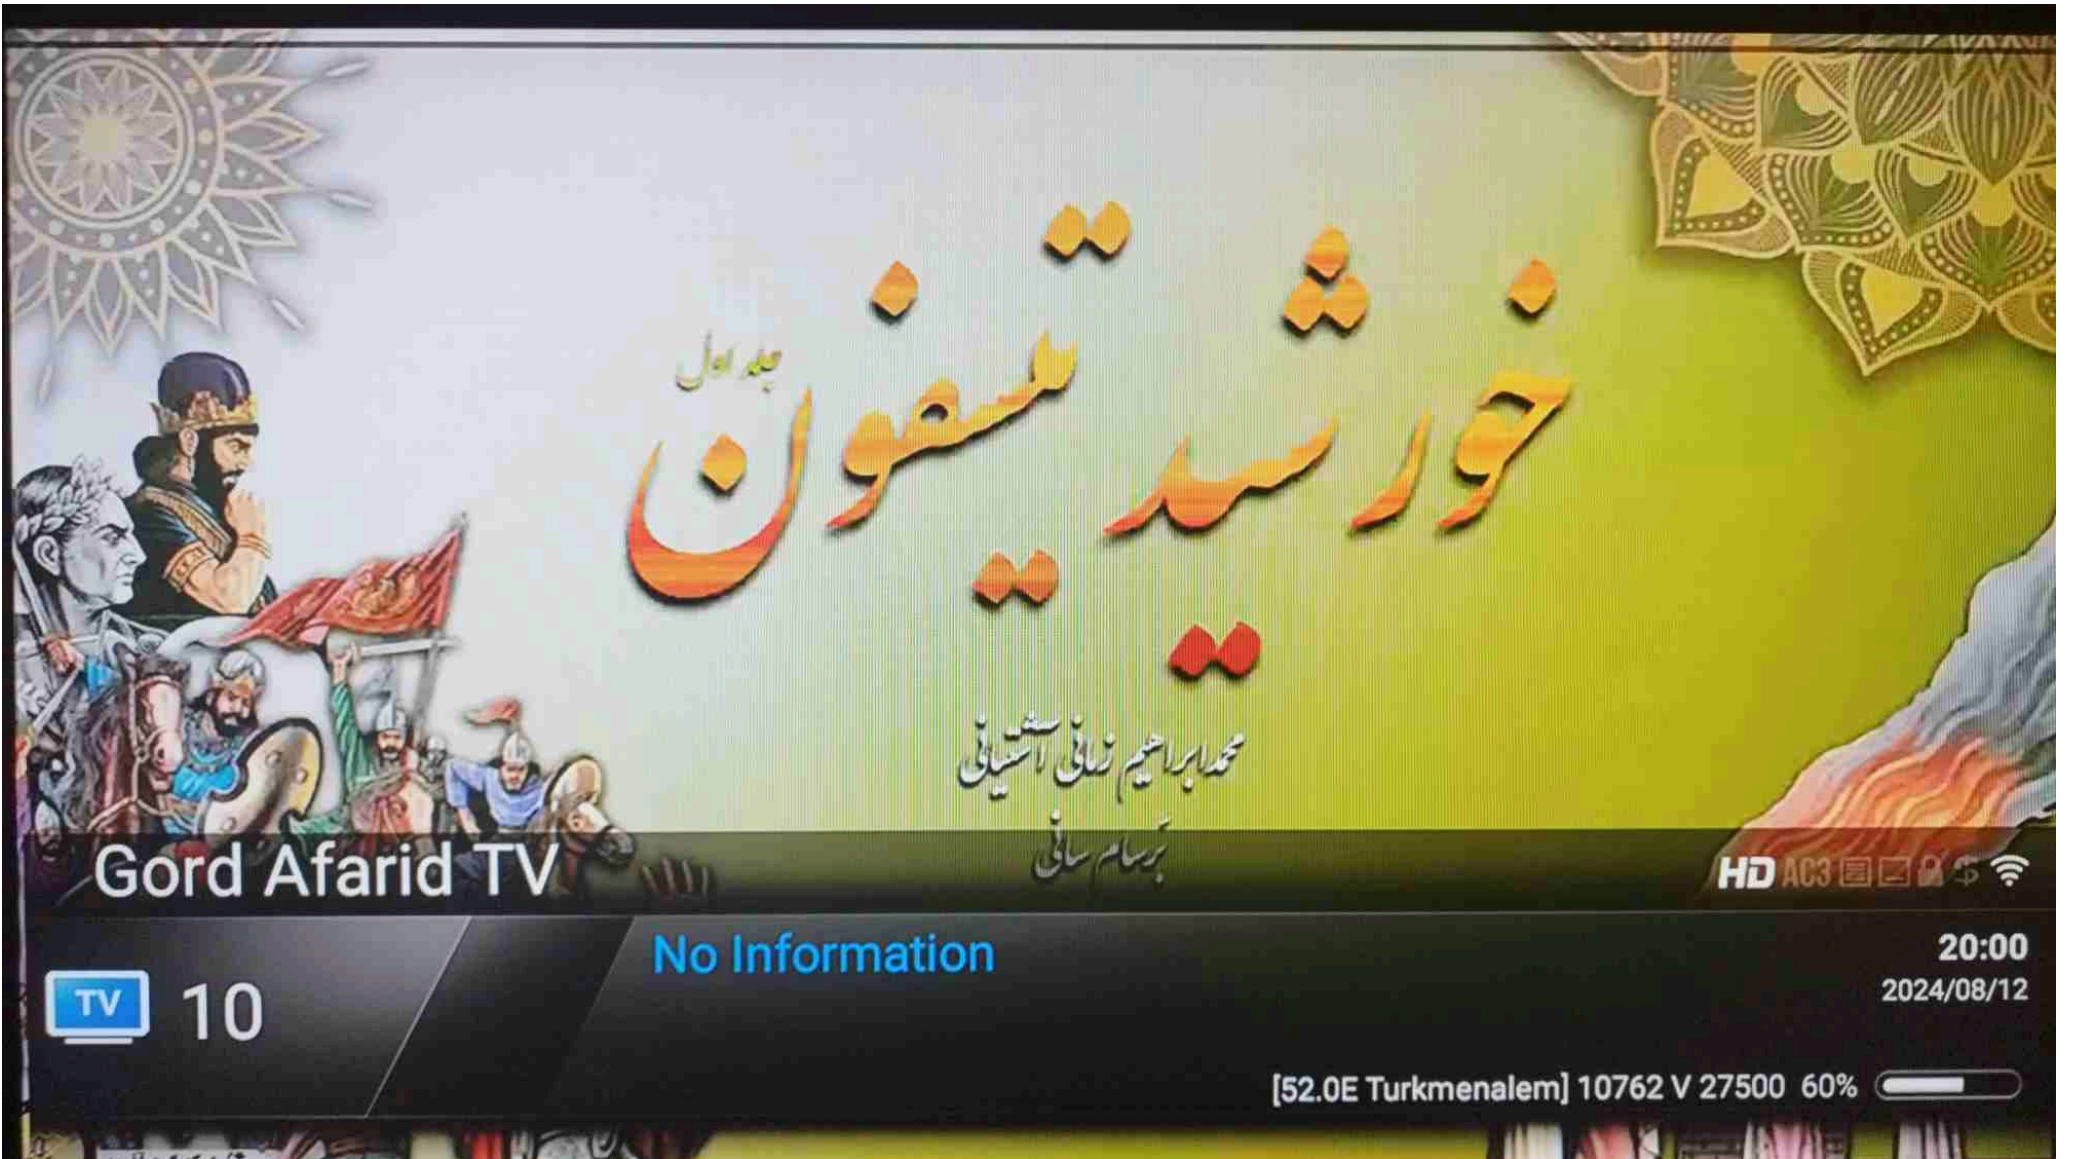 خورشید تیسفون
جلد اول
محمدابراهیم زمانی آشتیانی
برسام سانی
Gord Afarid TV
HD AC3
TV 10
No Information
20:00
2024/08/12
[52.0E Turkmenalem] 10762 V 27500 60%